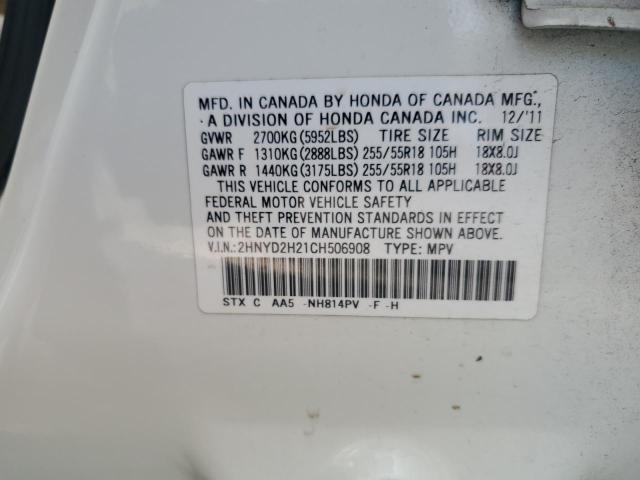 MFD. IN CANADA BY HONDA OF CANADA MFG.,
A DIVISION OF HONDA CANADA INC. 12/'11
GVWR 2700KG(5952LBS) TIRE SIZE RIM SIZE
GAWR F 1310KG(2888LBS) 255/55R18 105H 18X8.0J
GAWR R 1440KG(3175LBS) 255/55R18 105H 18X8.0J
THIS VEHICLE CONFORMS TO ALL APPLICABLE
FEDERAL MOTOR VEHICLE SAFETY
AND THEFT PREVENTION STANDARDS IN EFFECT
ON THE DATE OF MANUFACTURE SHOWN ABOVE.
V.I.N.:2HNYD2H21CH506908 TYPE: MPV
STX C AA5 -NH814PV -F -H